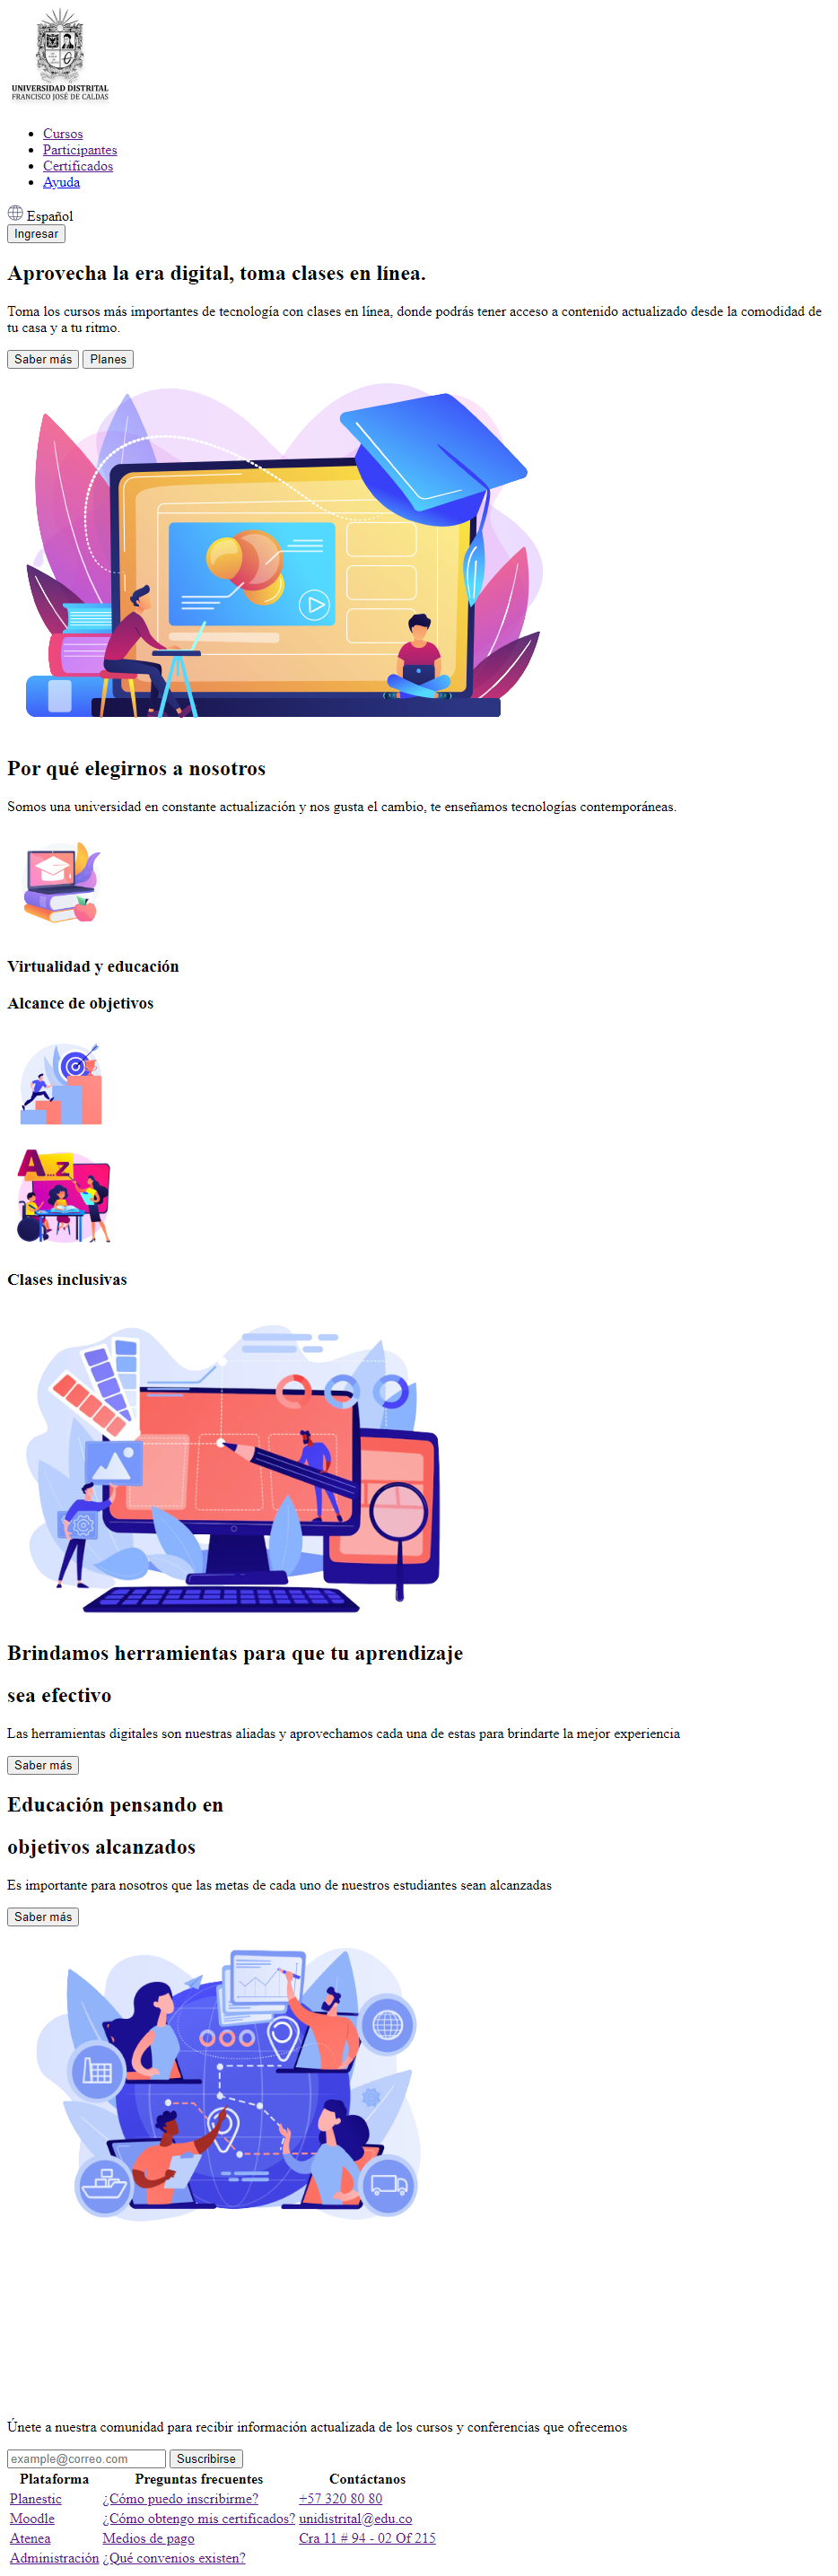 UNIVERSIDAD DISTRITAL
FRANCISCO JOSÉ DE CALDAS
Cursos
Participantes
Certificados
Ayuda
Español
Ingresar
Aprovecha la era digital, toma clases en línea.
Toma los cursos más importantes de tecnología con clases en línea, donde podrás tener acceso a contenido actualizado desde la comodidad de
tu casa y a tu ritmo.
Saber más Planes
Por qué elegirnos a nosotros
Somos una universidad en constante actualización y nos gusta el cambio, te enseñamos tecnologías contemporáneas.
Virtualidad y educación
Alcance de objetivos
A...Z
Clases inclusivas
Brindamos herramientas para que tu aprendizaje
sea efectivo
Las herramientas digitales son nuestras aliadas y aprovechamos cada una de estas para brindarte la mejor experiencia
Saber más
Educación pensando en
objetivos alcanzados
Es importante para nosotros que las metas de cada uno de nuestros estudiantes sean alcanzadas
Saber más
Únete a nuestra comunidad para recibir información actualizada de los cursos y conferencias que ofrecemos
example@correo.com Suscribirse
Plataforma Preguntas frecuentes Contáctanos
Planestic ¿Cómo puedo inscribirme? +57 320 80 80
Moodle ¿Cómo obtengo mis certificados? unidistrital@edu.co
Atenea Medios de pago Cra 11 # 94 - 02 Of 215
Administración ¿Qué convenios existen?